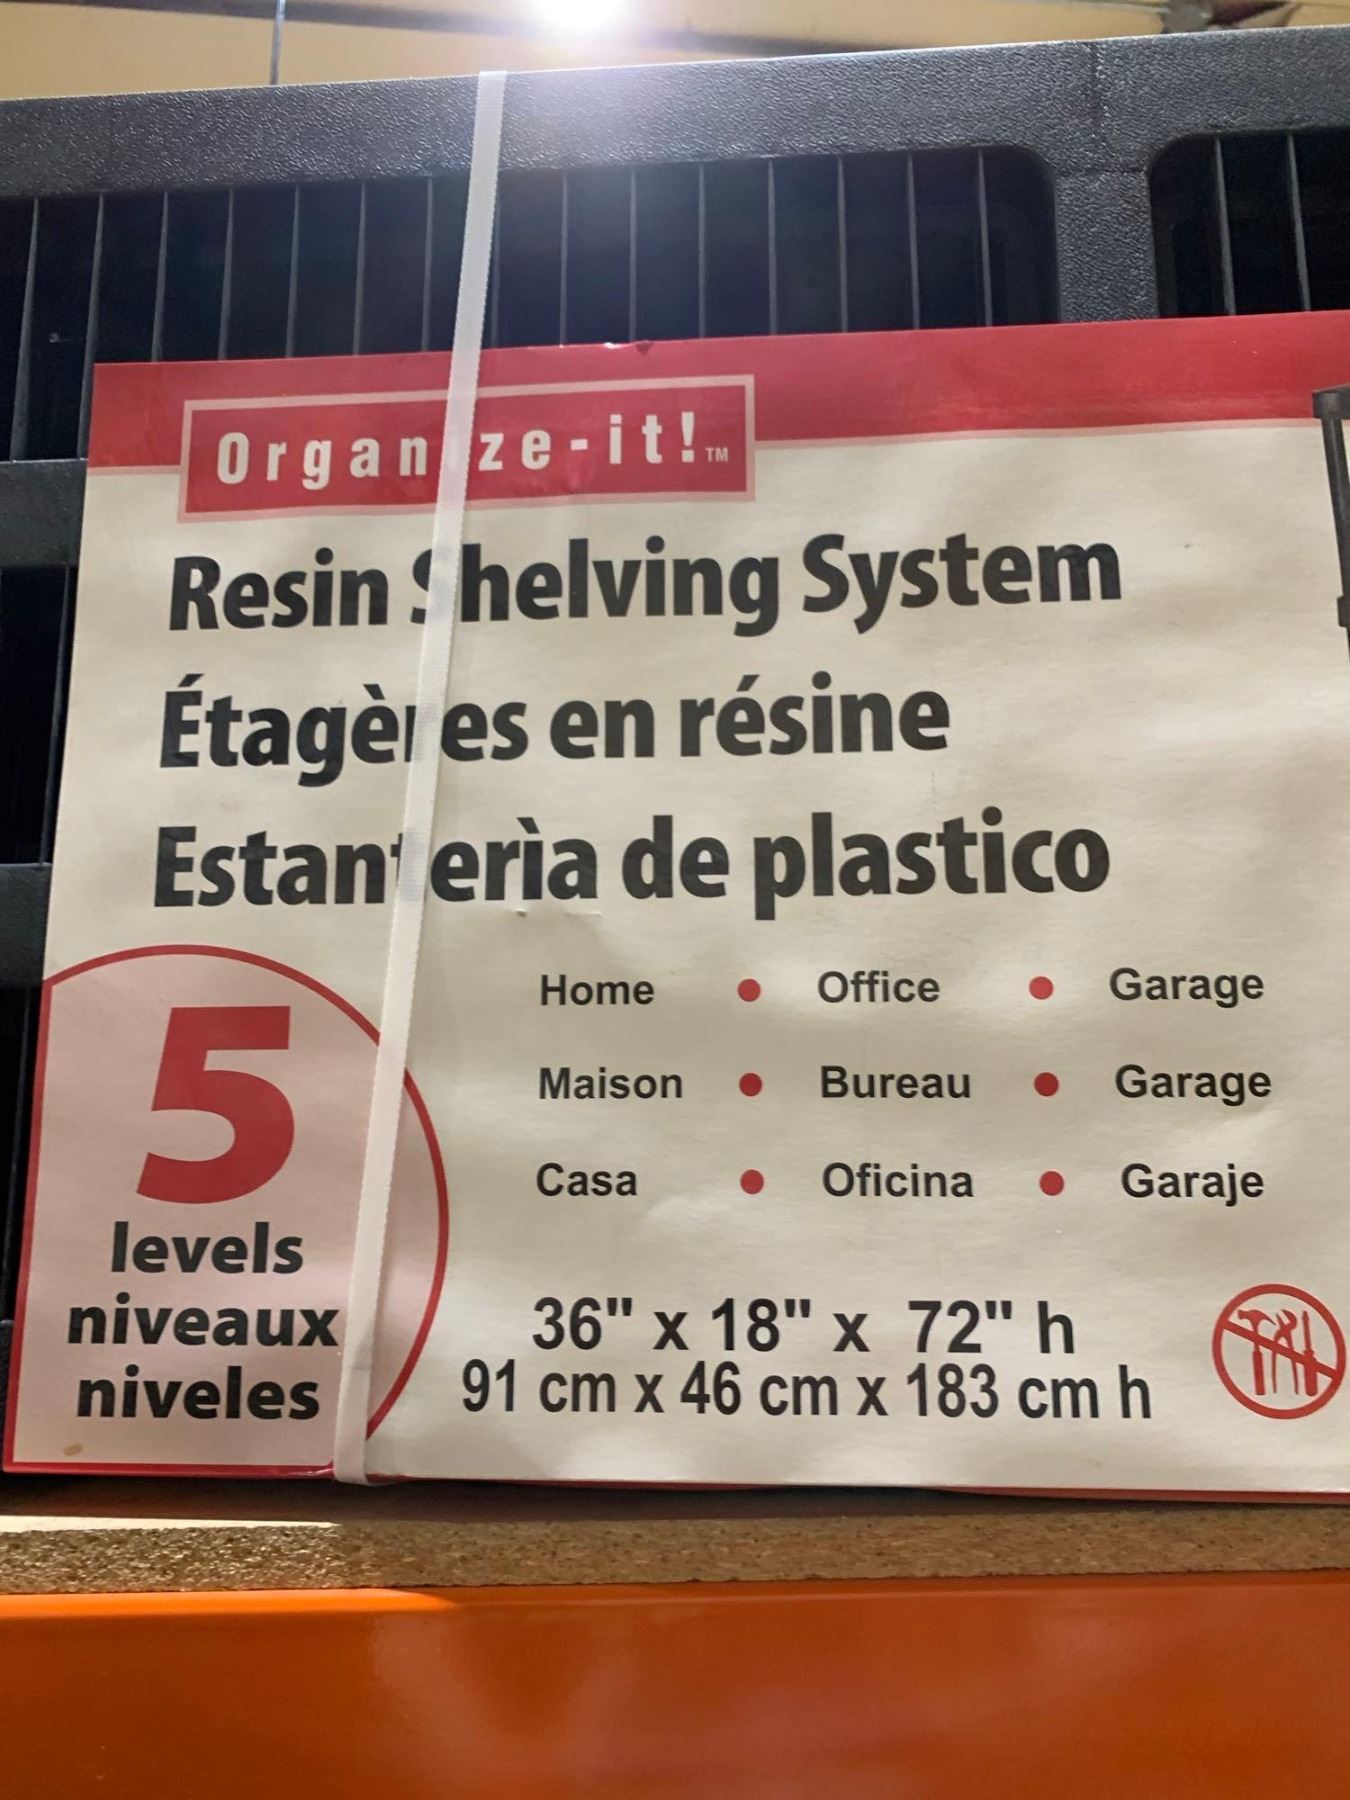 Organize-it!™
Resin Shelving System
Étagères en résine
Estanterìa de plastico
Home • Office • Garage
Maison • Bureau • Garage
Casa • Oficina • Garaje
5
levels
niveaux
niveles
36" x 18" x 72" h
91 cm x 46 cm x 183 cm h